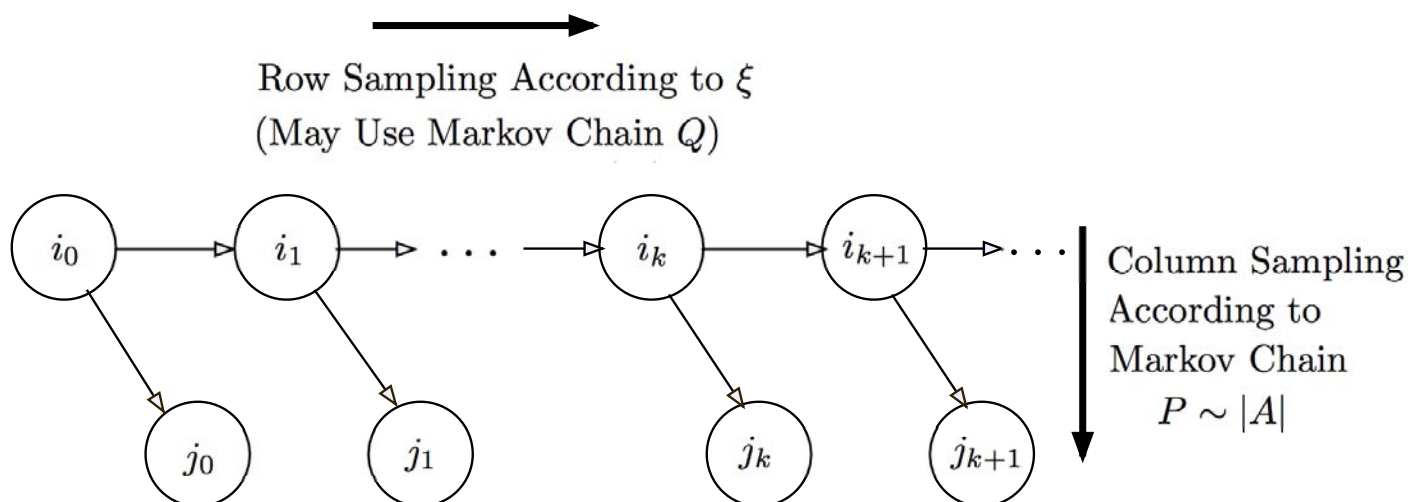 Row Sampling According to ξ
(May Use Markov Chain Q)
i₀ i₁ ... iₖ iₖ₊₁ ...
Column Sampling
According to
Markov Chain
P ∼ |A|
j₀ j₁ jₖ jₖ₊₁